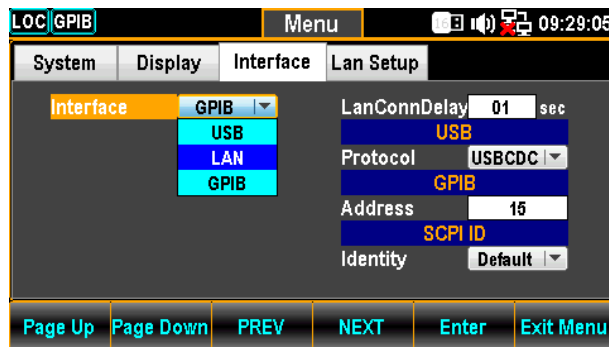 LOC GPIB Menu 16B 09:29:05
System Display Interface Lan Setup
Interface GPIB LanConnDelay 01 sec
USB USB
LAN Protocol USBCDC
GPIB GPIB
Address 15
SCPI ID
Identity Default
Page Up Page Down PREV NEXT Enter Exit Menu